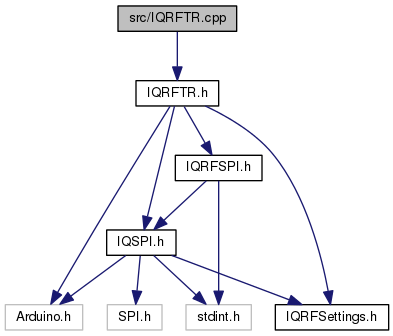 src/IQRFTR.cpp
IQRFTR.h
IQRFSPI.h
IQSPI.h
Arduino.h
SPI.h
stdint.h
IQRFSettings.h